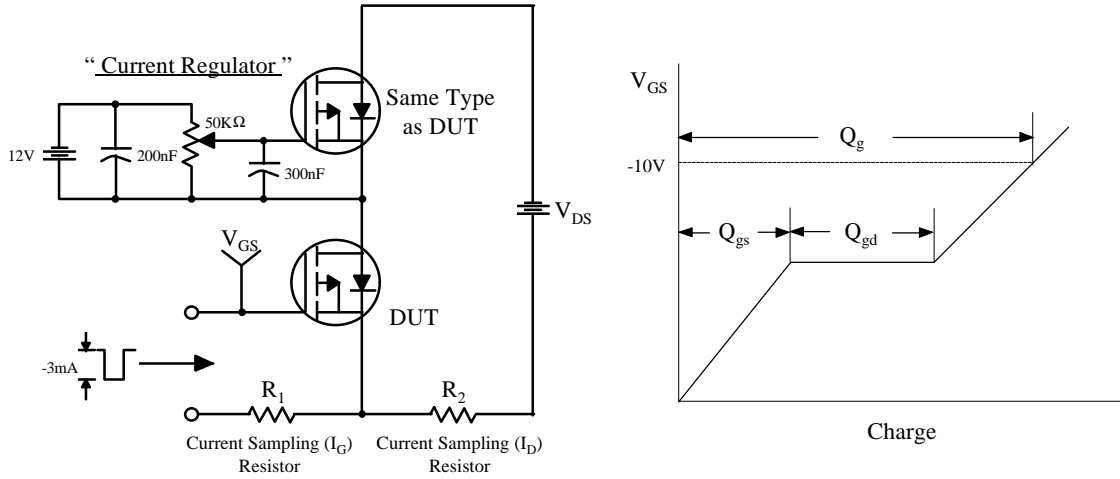 “ Current Regulator ”
Same Type
as DUT
50KΩ
12V
200nF
300nF
V_DS
V_GS
DUT
-3mA
R_1
R_2
Current Sampling (I_G)
Resistor
Current Sampling (I_D)
Resistor
V_GS
Q_g
-10V
Q_gs
Q_gd
Charge